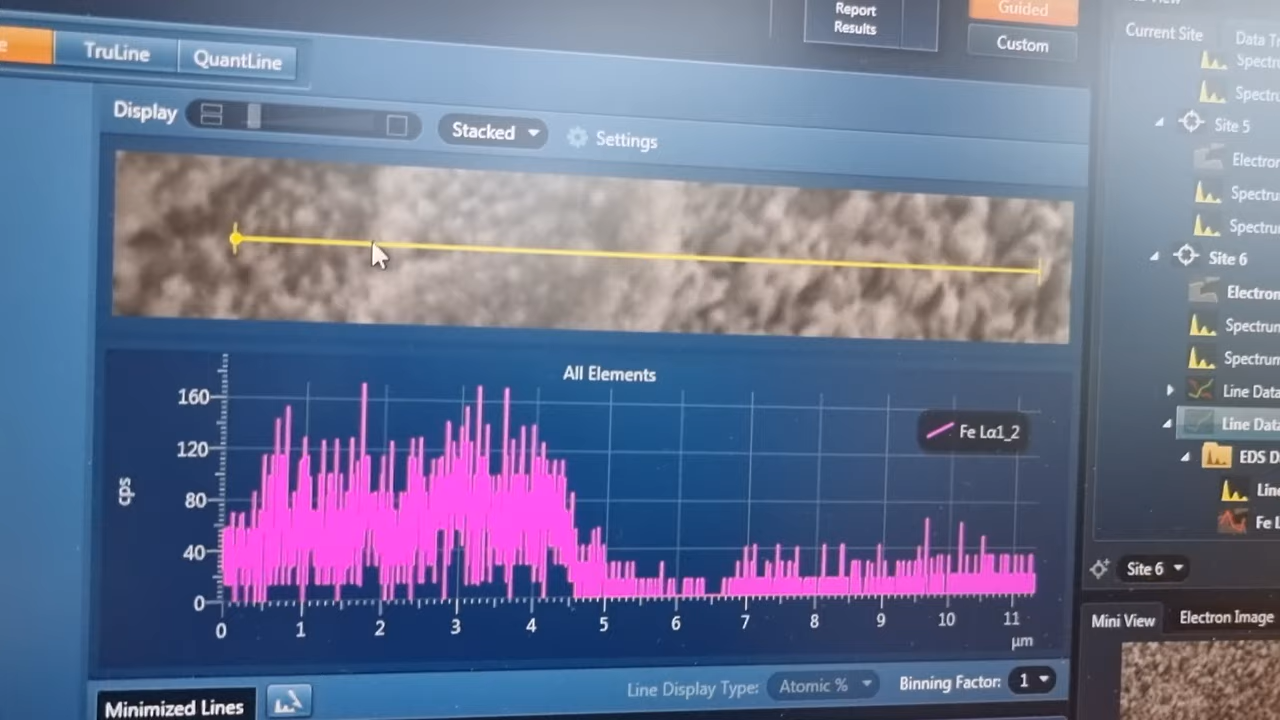 Report
Results
Guided
Custom
TruLine
QuantLine
Display
Stacked
Settings
Current Site
Data
Site 5
Site 6
Line
EDS
Fe
All Elements
160
120
80
40
0
cps
Fe Lα1_2
0 1 2 3 4 5 6 7 8 9 10 11
µm
Site 6
Mini View
Electron Image
Line Display Type:
Atomic %
Binning Factor:
1
Minimized Lines